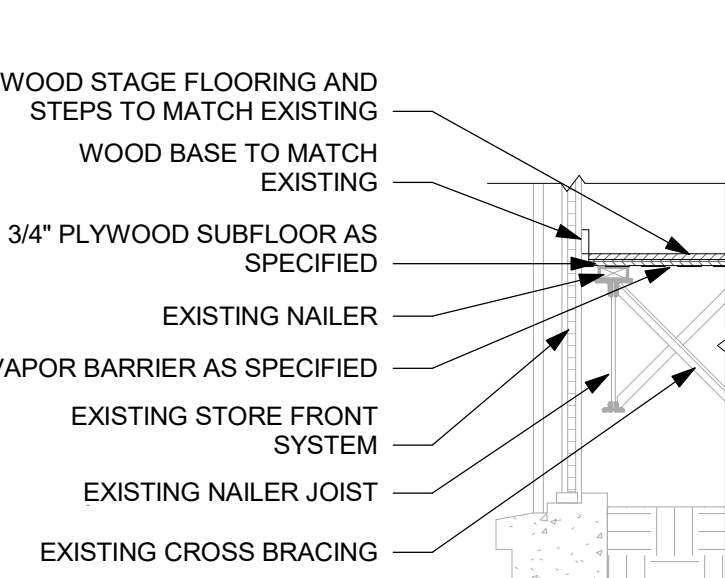 WOOD STAGE FLOORING AND
STEPS TO MATCH EXISTING
WOOD BASE TO MATCH
EXISTING
3/4" PLYWOOD SUBFLOOR AS
SPECIFIED
EXISTING NAILER
VAPOR BARRIER AS SPECIFIED
EXISTING STORE FRONT
SYSTEM
EXISTING NAILER JOIST
EXISTING CROSS BRACING